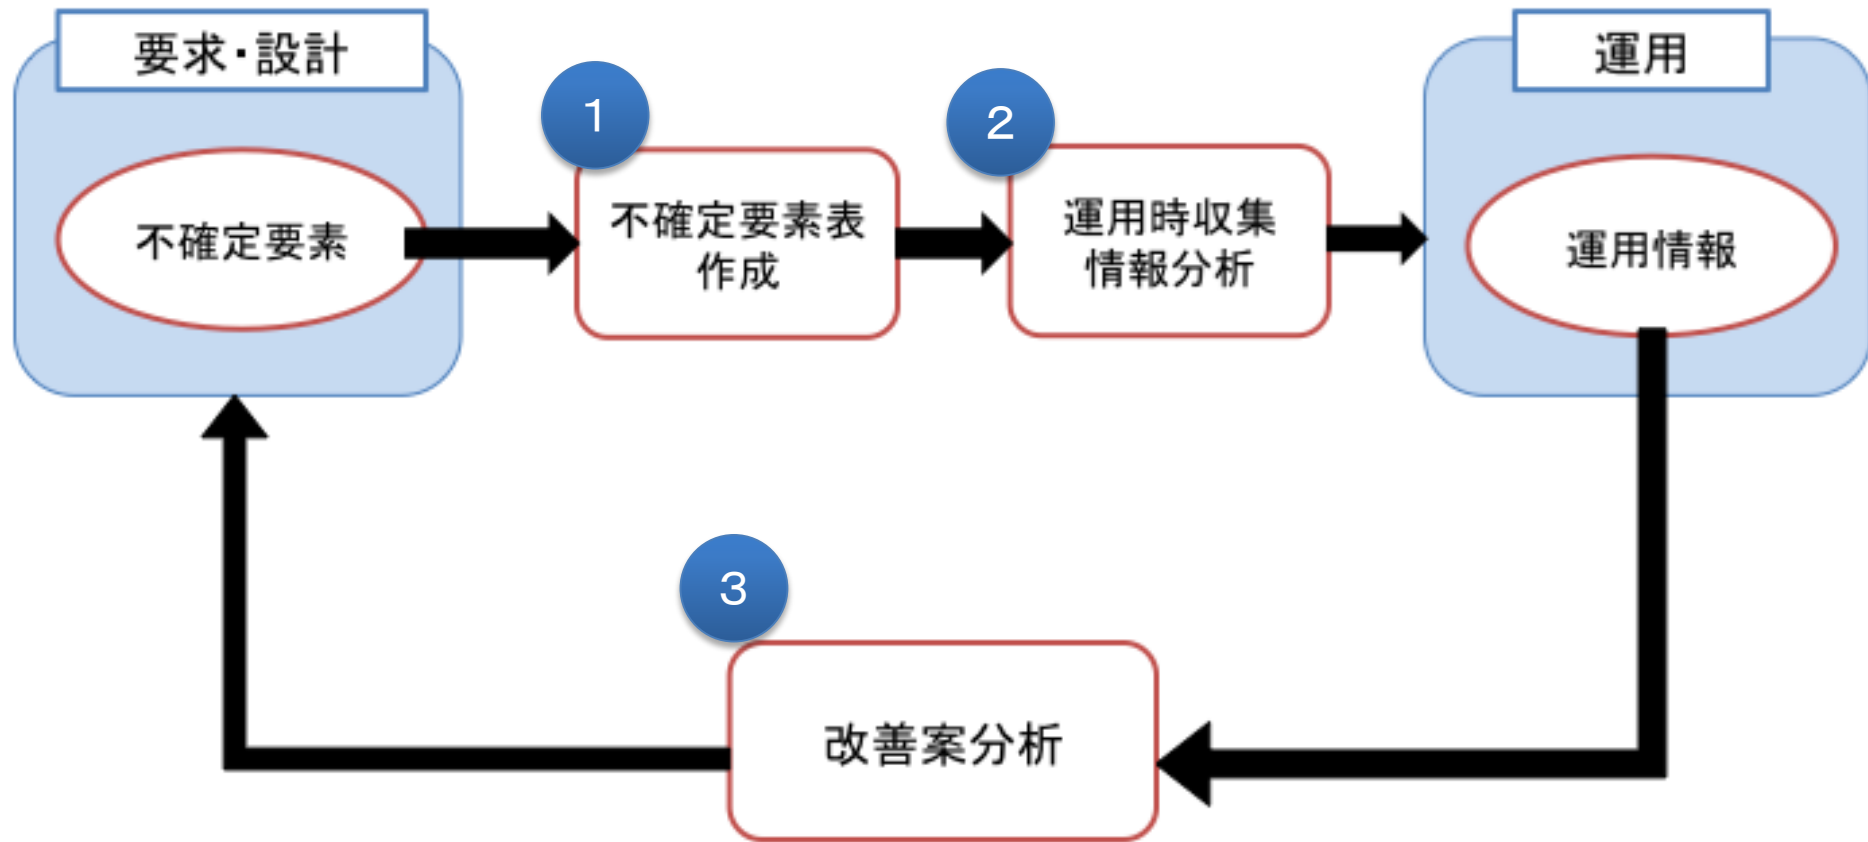 要求・設計
運用
1
2
不確定要素
不確定要素表
作成
運用時収集
情報分析
運用情報
3
改善案分析